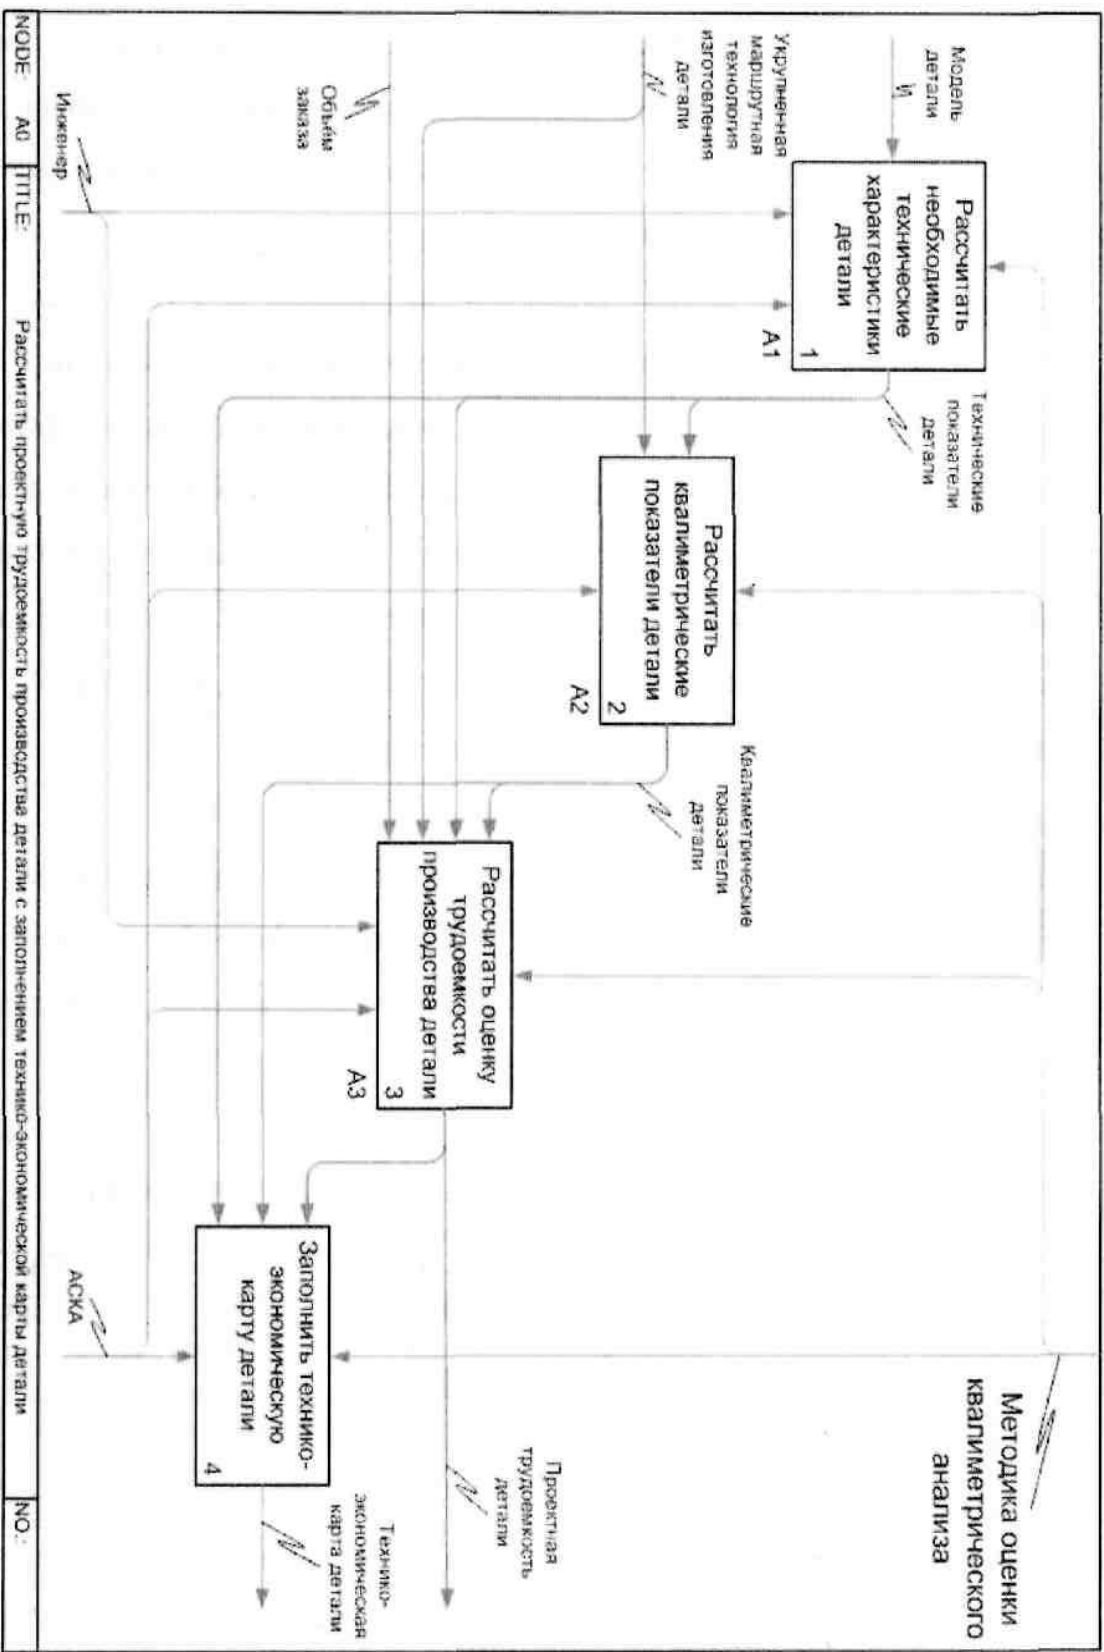 Методика оценки
квалиметрического
анализа
Модель
детали
Рассчитать
необходимые
технические
характеристики
детали
1
A1
Технические
показатели
детали
Укрупненная
маршрутная
технология
изготовления
детали
Рассчитать
квалиметрические
показатели детали
2
A2
Квалиметрические
показатели
детали
Объём
заказа
Рассчитать оценку
трудоемкости
производства детали
3
A3
Проектная
трудоемкость
детали
Заполнить технико-
экономическую
карту детали
4
Технико-
экономическая
карта детали
Инженер
АСКА
NODE: A0
TITLE: Рассчитать проектную трудоемкость производства детали с заполнением технико-экономической карты детали
NO.: